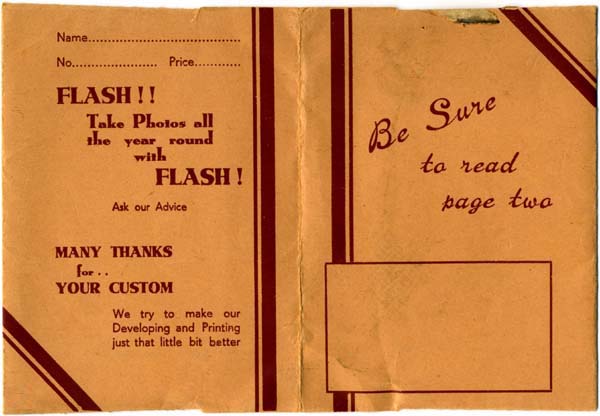 Name
No. Price
FLASH!!
Take Photos all
the year round
with
FLASH!
Ask our Advice
MANY THANKS
for..
YOUR CUSTOM
We try to make our
Developing and Printing
just that little bit better
Be Sure
to read
page two